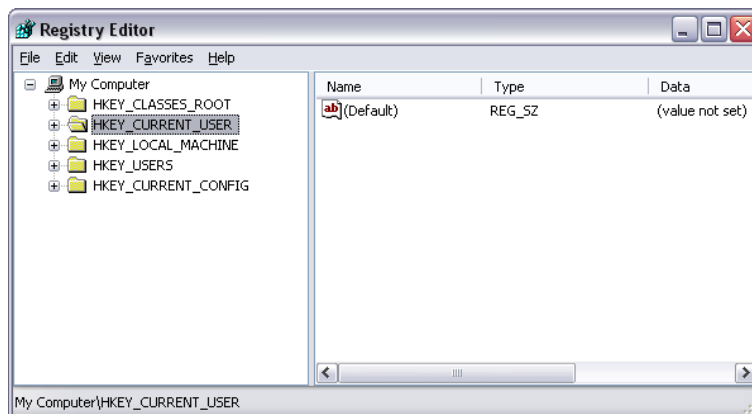 Registry Editor
File Edit View Favorites Help
My Computer
HKEY_CLASSES_ROOT
HKEY_CURRENT_USER
HKEY_LOCAL_MACHINE
HKEY_USERS
HKEY_CURRENT_CONFIG
Name Type Data
ab (Default) REG_SZ (value not set)
My Computer\HKEY_CURRENT_USER